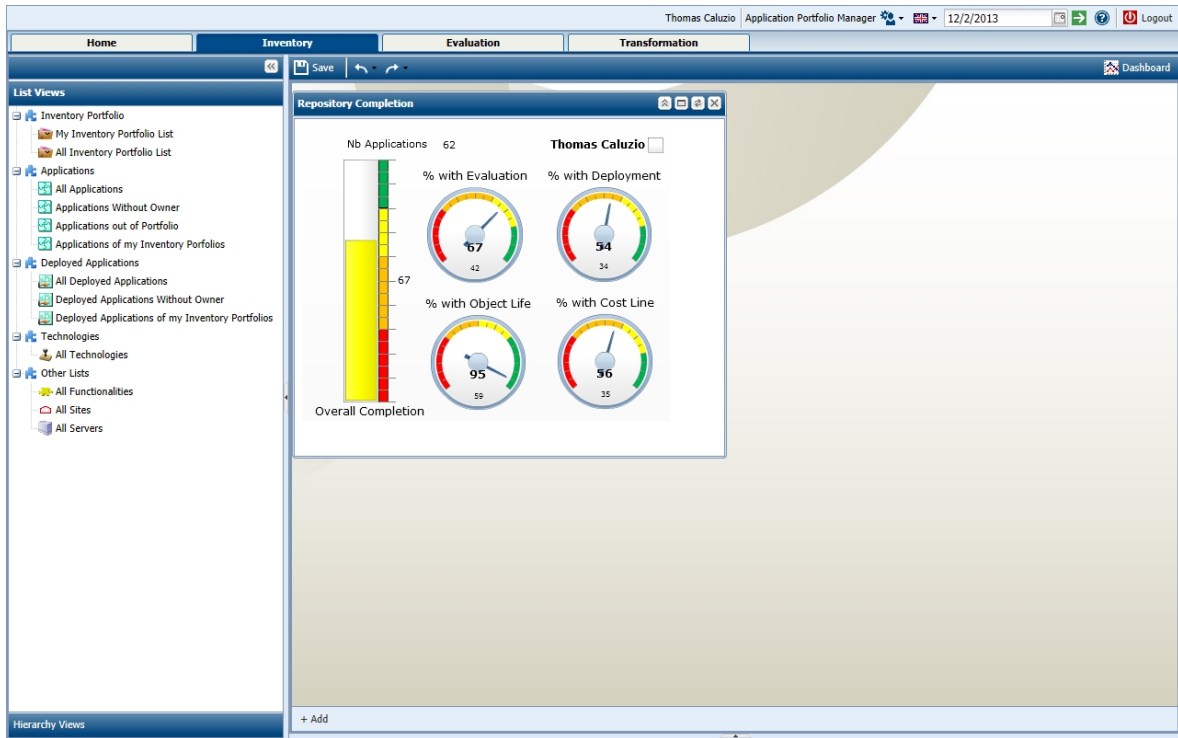 Thomas Caluzio Application Portfolio Manager 12/2/2013 Logout
Home Inventory Evaluation Transformation
Save Dashboard
List Views
Inventory Portfolio
My Inventory Portfolio List
All Inventory Portfolio List
Applications
All Applications
Applications Without Owner
Applications out of Portfolio
Applications of my Inventory Porfolios
Deployed Applications
All Deployed Applications
Deployed Applications Without Owner
Deployed Applications of my Inventory Portfolios
Technologies
All Technologies
Other Lists
All Functionalities
All Sites
All Servers
Hierarchy Views
Repository Completion
Nb Applications 62 Thomas Caluzio
% with Evaluation % with Deployment
67 54
42 34
67
% with Object Life % with Cost Line
95 56
59 35
Overall Completion
+ Add